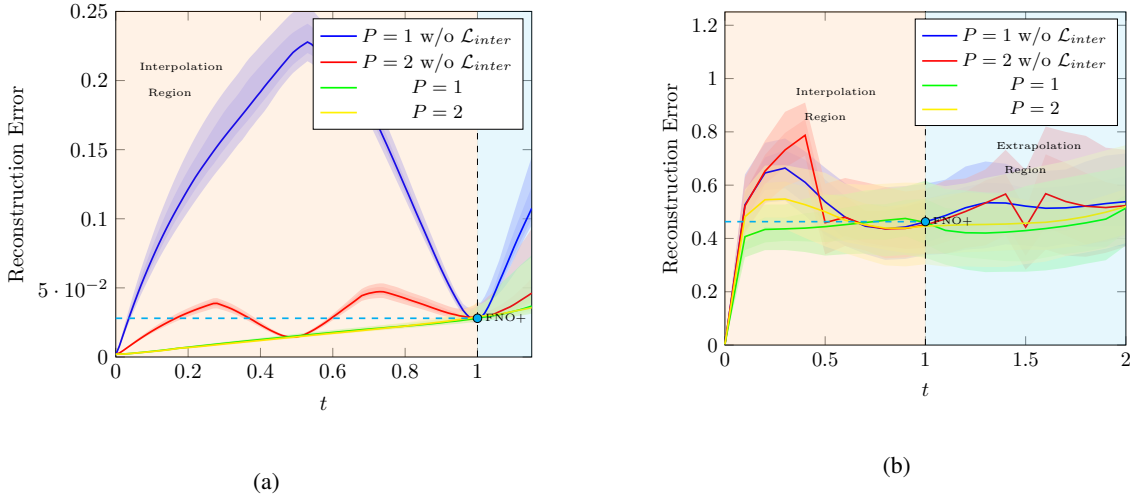 0.25
0.2
0.15
0.1
5 · 10⁻²
0
Reconstruction Error
0 0.2 0.4 0.6 0.8 1
t
Interpolation
Region
P = 1 w/o ℒ_inter
P = 2 w/o ℒ_inter
P = 1
P = 2
FNO+
(a)
1.2
1
0.8
0.6
0.4
0.2
0
Reconstruction Error
0 0.5 1 1.5 2
t
Interpolation
Region
P = 1 w/o ℒ_inter
P = 2 w/o ℒ_inter
P = 1
P = 2
Extrapolation
Region
FNO+
(b)